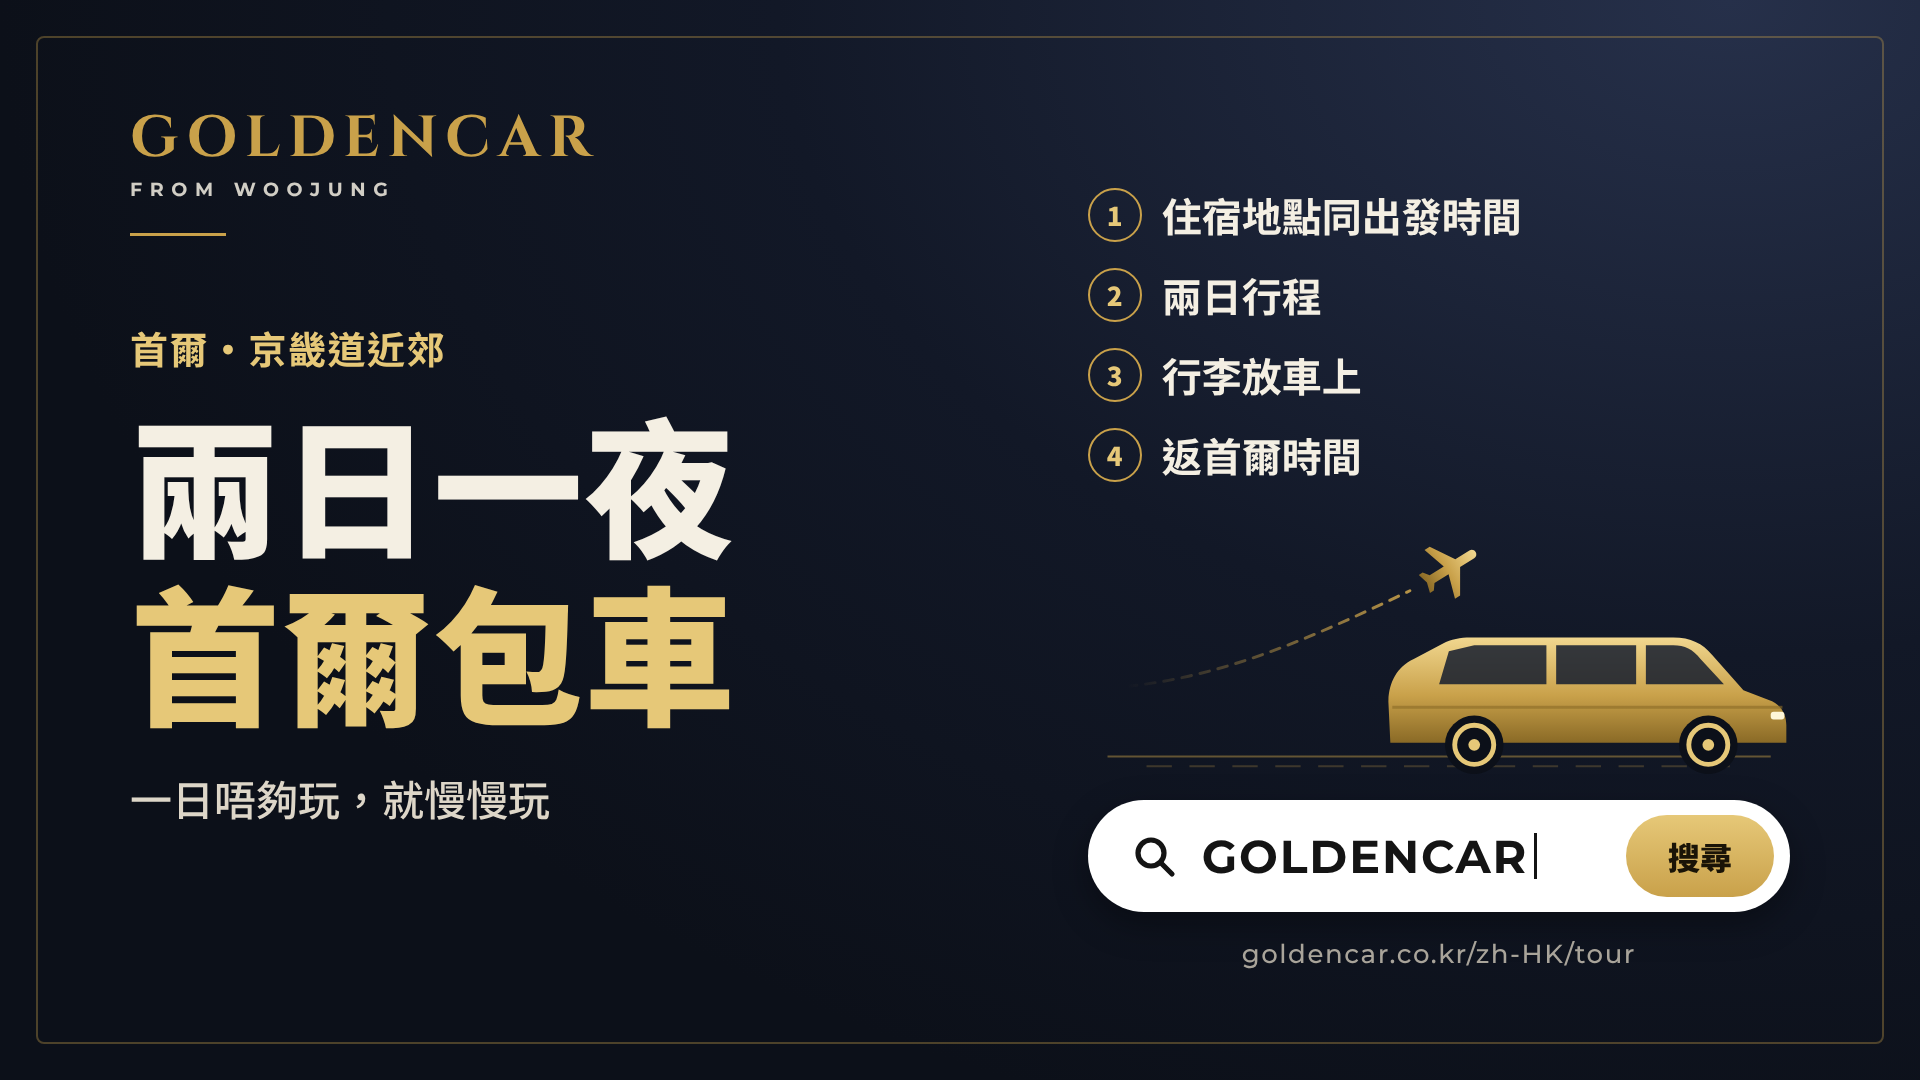 GOLDENCAR
FROM WOOJUNG
首爾・京畿道近郊
兩日一夜
首爾包車
一日唔夠玩，就慢慢玩
1 住宿地點同出發時間
2 兩日行程
3 行李放車上
4 返首爾時間
GOLDENCAR
搜尋
goldencar.co.kr/zh-HK/tour